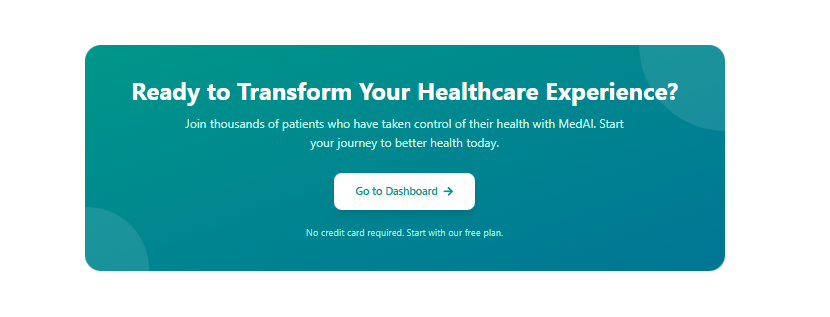 Ready to Transform Your Healthcare Experience?
Join thousands of patients who have taken control of their health with MedAI. Start
your journey to better health today.
Go to Dashboard →
No credit card required. Start with our free plan.